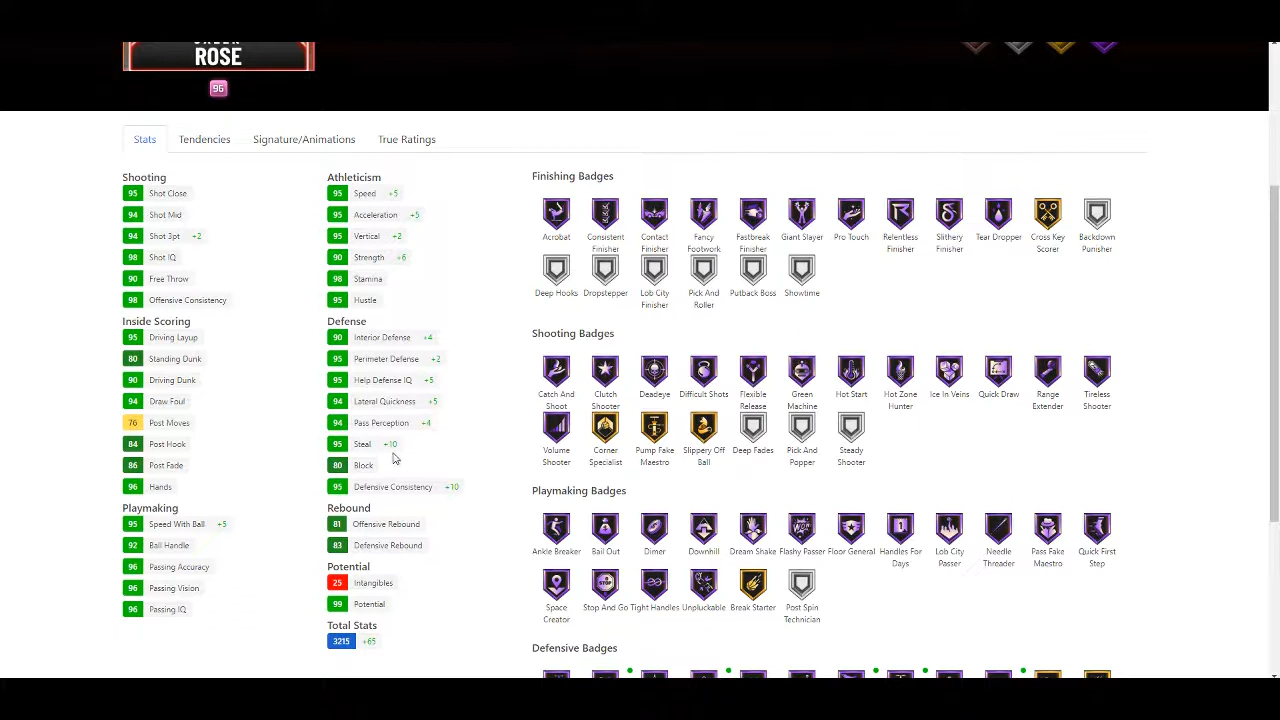 ROSE
96
Stats Tendencies Signature/Animations True Ratings
Shooting
95 Shot Close
94 Shot Mid
94 Shot 3pt +2
98 Shot IQ
90 Free Throw
98 Offensive Consistency
Inside Scoring
95 Driving Layup
80 Standing Dunk
90 Driving Dunk
94 Draw Foul
76 Post Moves
84 Post Hook
86 Post Fade
96 Hands
Playmaking
95 Speed With Ball +5
92 Ball Handle
96 Passing Accuracy
96 Passing Vision
96 Passing IQ
Athleticism
95 Speed +5
95 Acceleration +5
95 Vertical +2
90 Strength +6
98 Stamina
95 Hustle
Defense
90 Interior Defense +4
95 Perimeter Defense +2
95 Help Defense IQ +5
94 Lateral Quickness +5
94 Pass Perception +4
95 Steal +10
80 Block
95 Defensive Consistency +10
Rebound
81 Offensive Rebound
83 Defensive Rebound
Potential
25 Intangibles
99 Potential
Total Stats
3215 +65
Finishing Badges
Acrobat Consistent Contact Fancy Fastbreak Giant Slayer Pro Touch Relentless Slithery Tear Dropper Cross Key Backdown
Finisher Finisher Footwork Finisher Finisher Finisher Scorer Punisher
Deep Hooks Dropstepper Lob City Pick And Putback Boss Showtime
Finisher Roller
Shooting Badges
Catch And Clutch Deadeye Difficult Shots Flexible Green Hot Start Hot Zone Ice In Veins Quick Draw Range Tireless
Shoot Shooter Release Machine Hunter Extender Shooter
Volume Corner Pump Fake Slippery Off Deep Fades Pick And Steady
Shooter Specialist Maestro Ball Popper Shooter
Playmaking Badges
Ankle Breaker Bail Out Dimer Downhill Dream Shake Flashy Passer Floor General Handles For Lob City Needle Pass Fake Quick First
Days Passer Threader Maestro Step
Space Stop And Go Tight Handles Unpluckable Break Starter Post Spin
Creator Technician
Defensive Badges